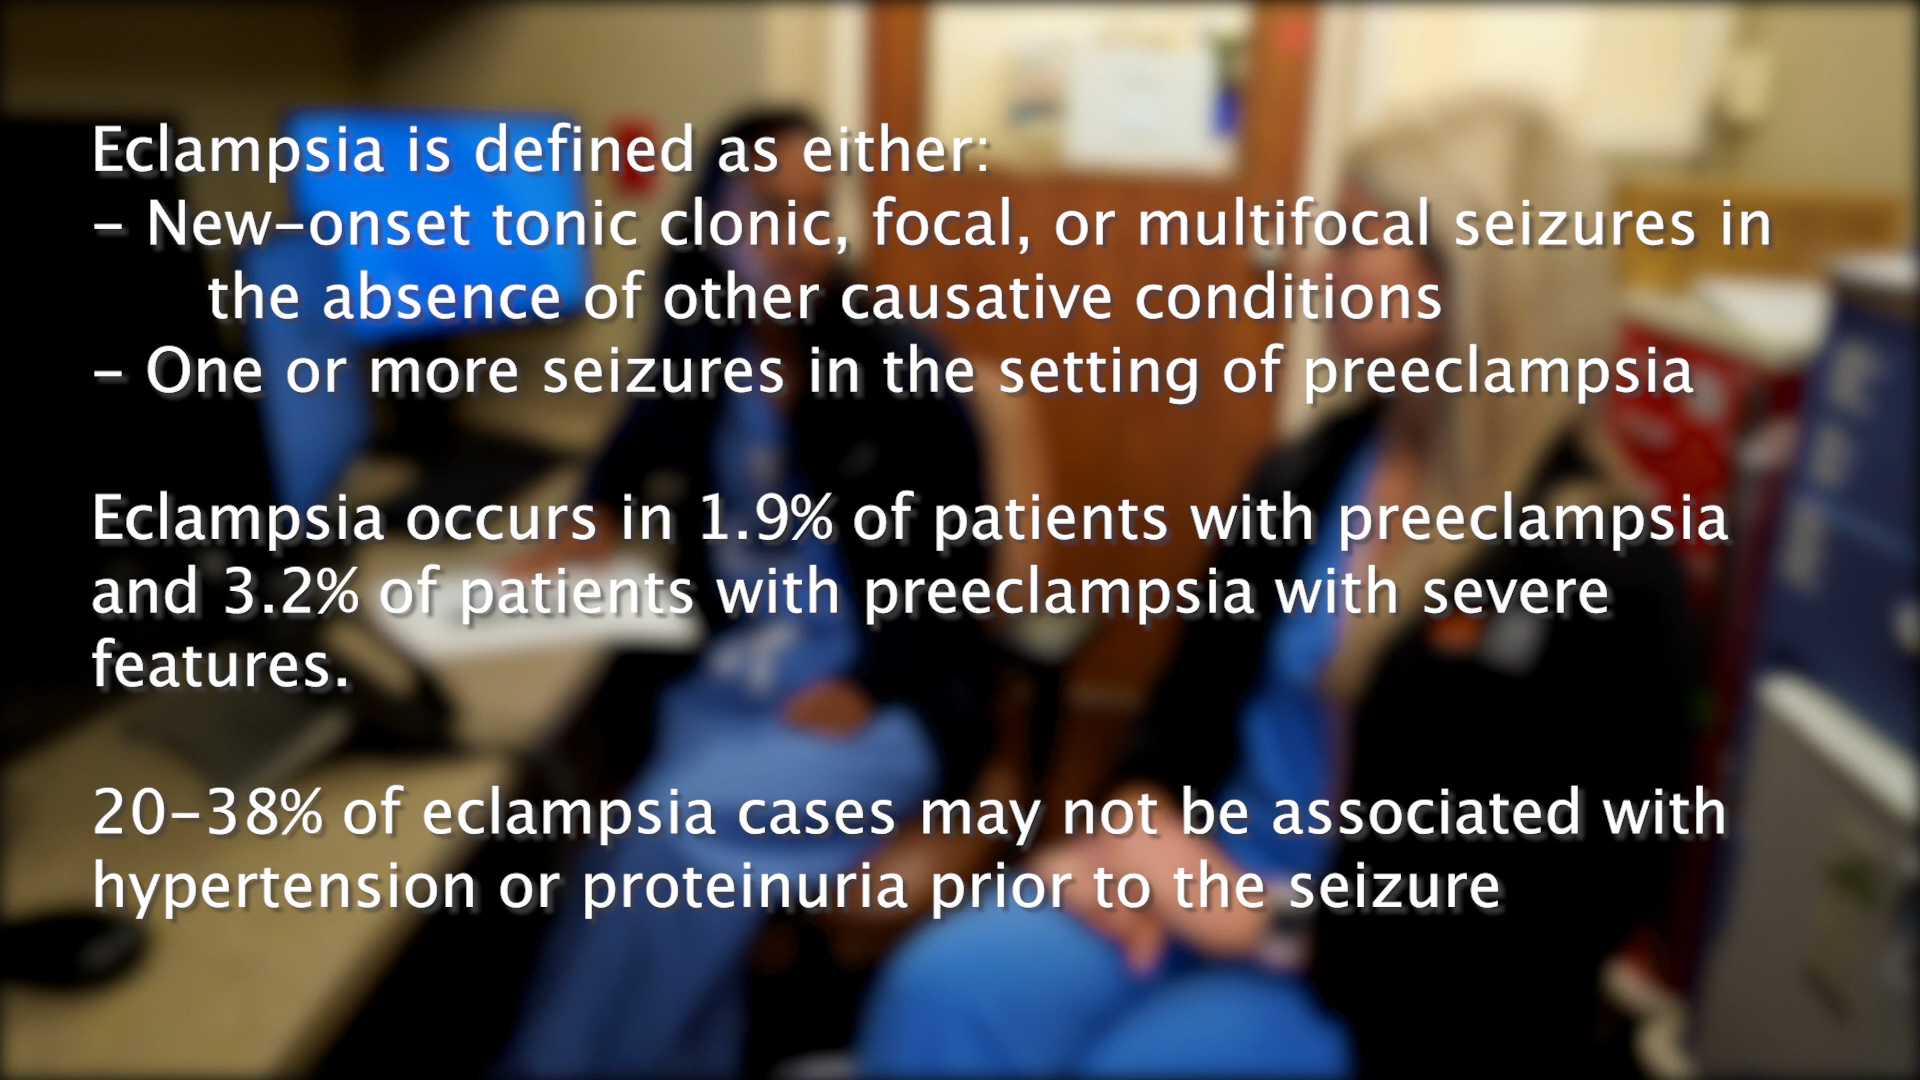 Eclampsia is defined as either:
- New-onset tonic clonic, focal, or multifocal seizures in
the absence of other causative conditions
- One or more seizures in the setting of preeclampsia
Eclampsia occurs in 1.9% of patients with preeclampsia
and 3.2% of patients with preeclampsia with severe
features.
20-38% of eclampsia cases may not be associated with
hypertension or proteinuria prior to the seizure